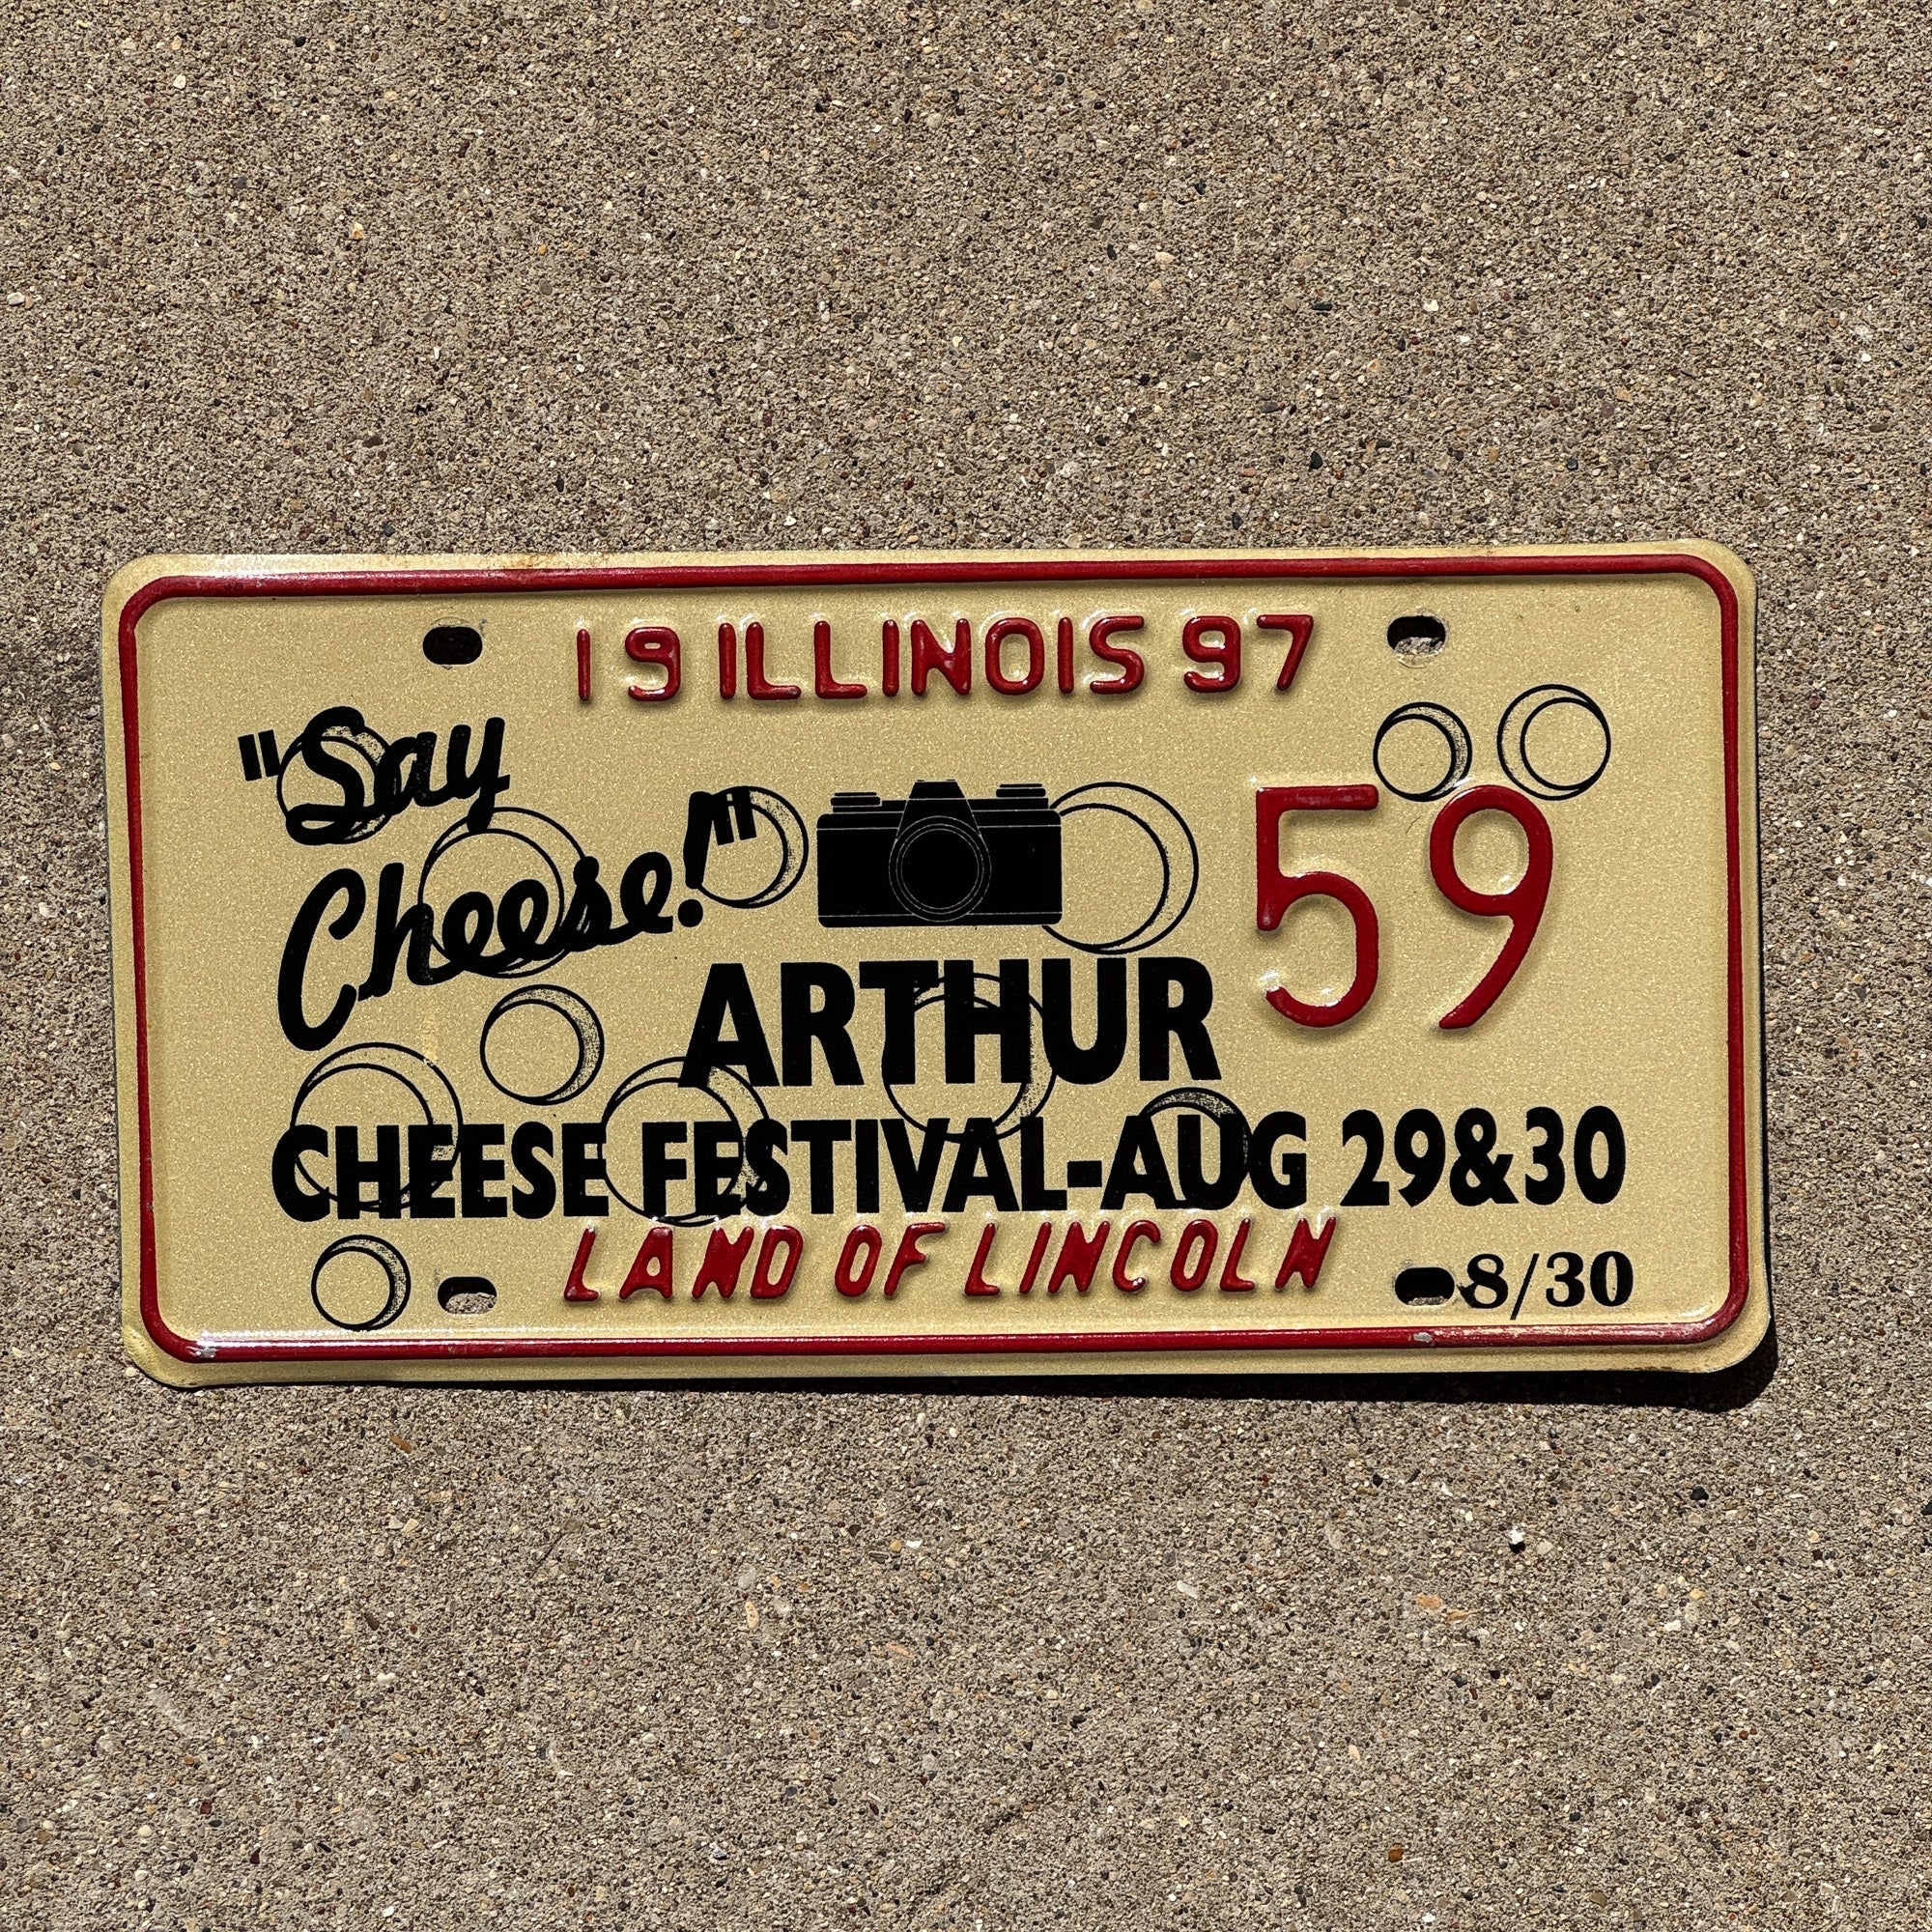 19 ILLINOIS 97
"Say
Cheese!"
59
ARTHUR
CHEESE FESTIVAL-AUG 29&30
LAND OF LINCOLN
8/30